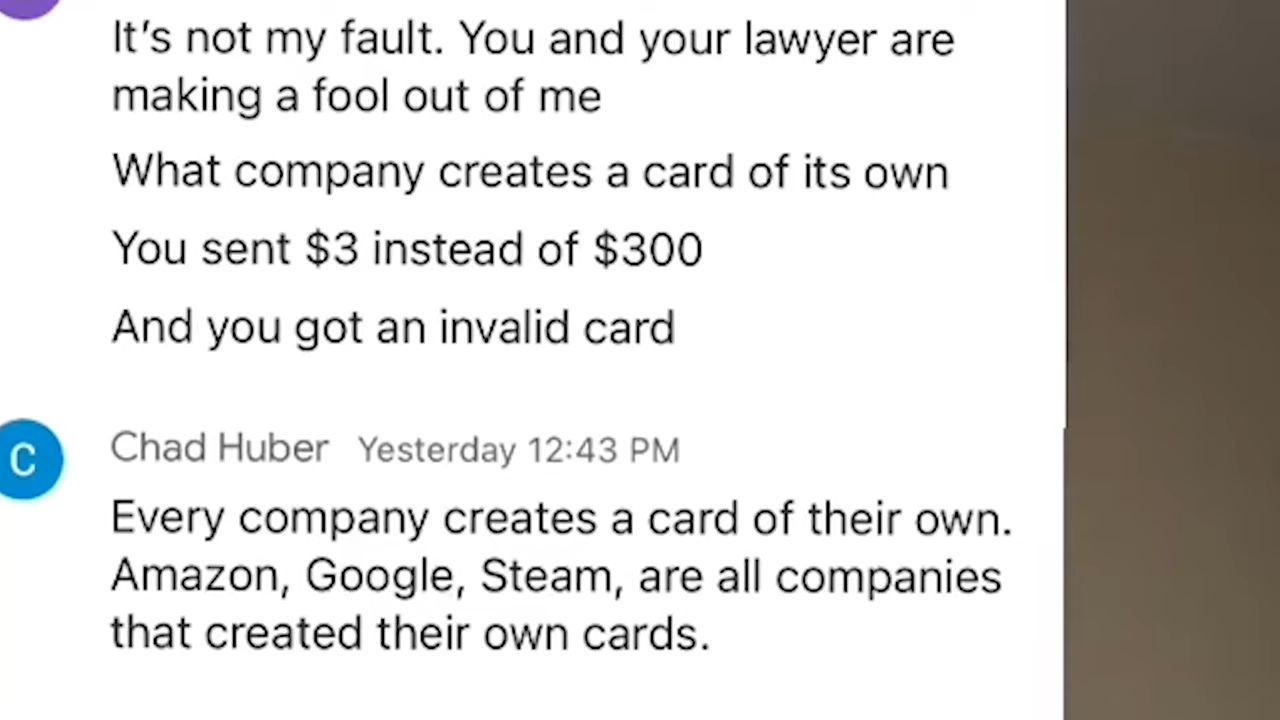 It's not my fault. You and your lawyer are
making a fool out of me
What company creates a card of its own
You sent $3 instead of $300
And you got an invalid card
Chad Huber Yesterday 12:43 PM
C
Every company creates a card of their own.
Amazon, Google, Steam, are all companies
that created their own cards.